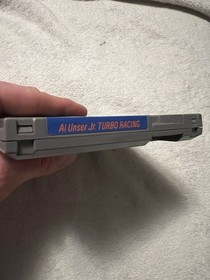 Al Unser Jr. TURBO RACING